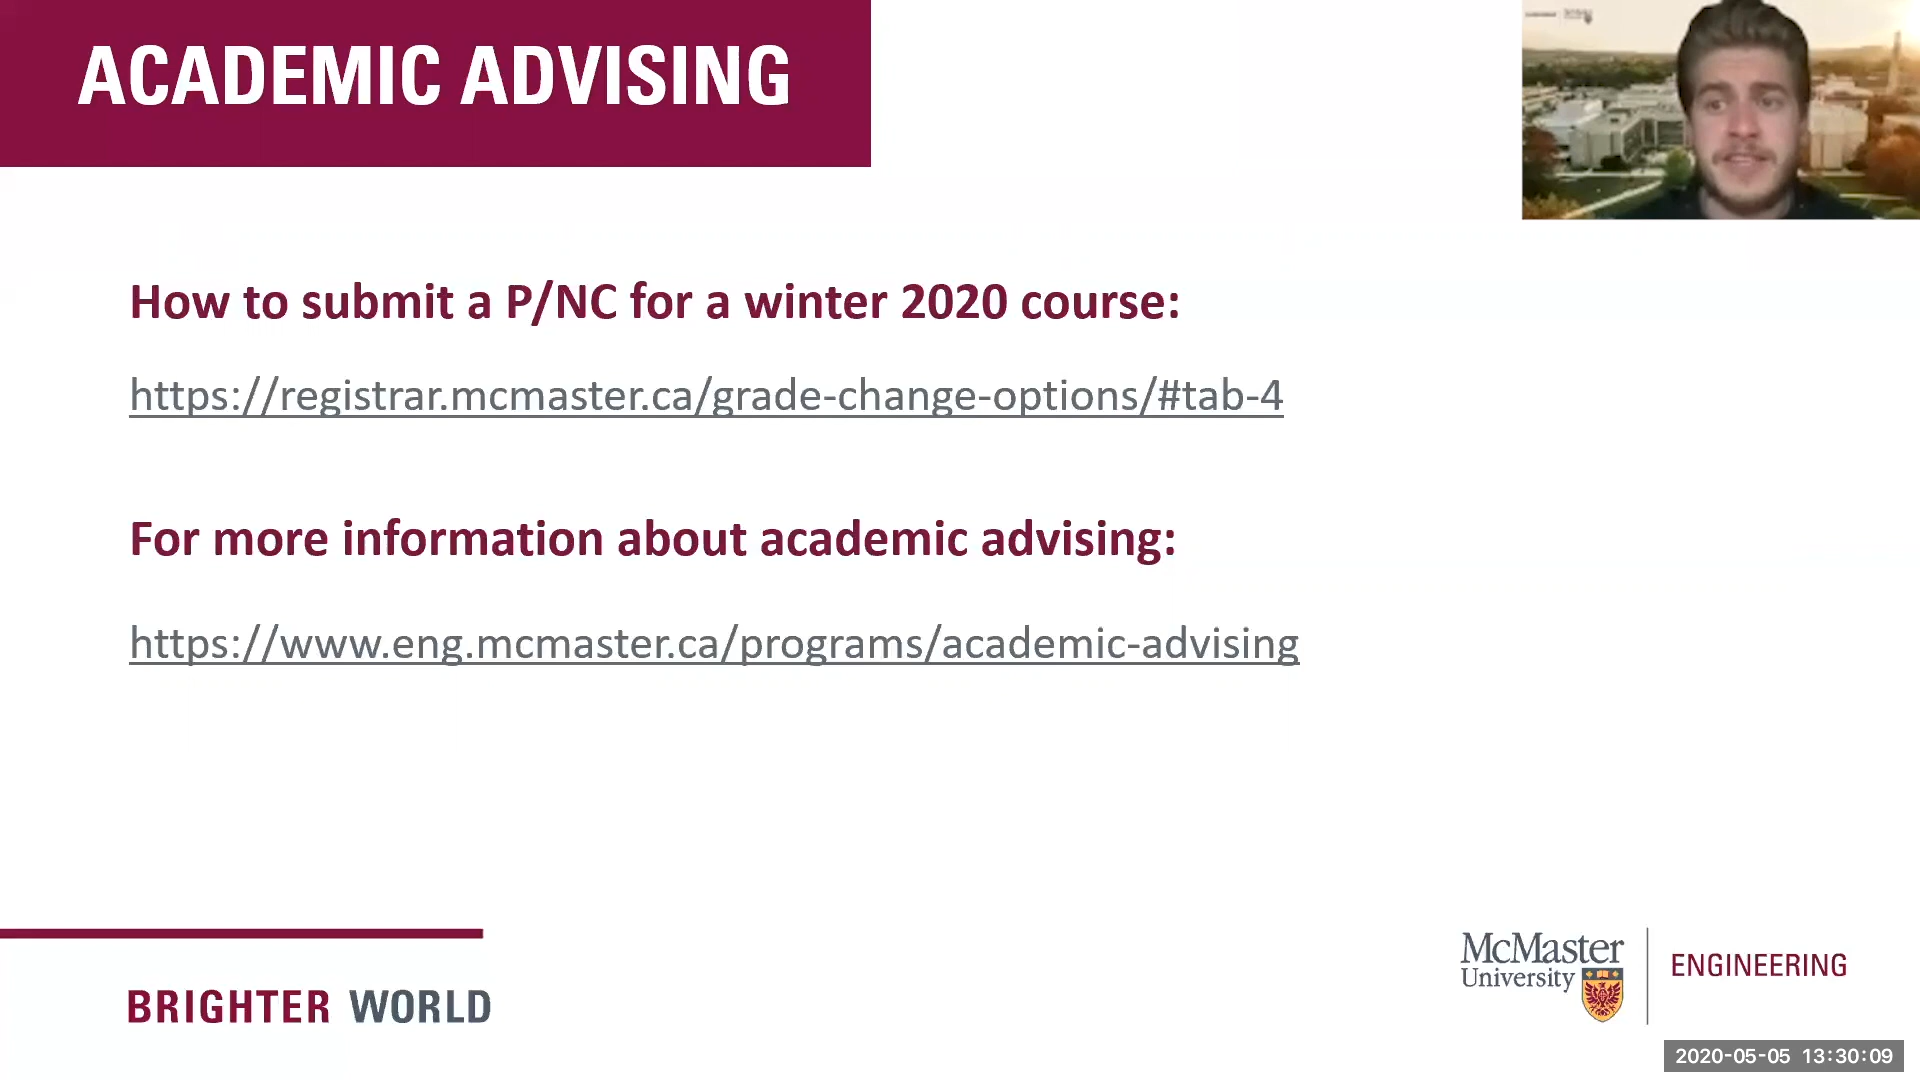 ACADEMIC ADVISING
How to submit a P/NC for a winter 2020 course:
https://registrar.mcmaster.ca/grade-change-options/#tab-4
For more information about academic advising:
https://www.eng.mcmaster.ca/programs/academic-advising
BRIGHTER WORLD
McMaster
University
ENGINEERING
2020-05-05 13:30:09